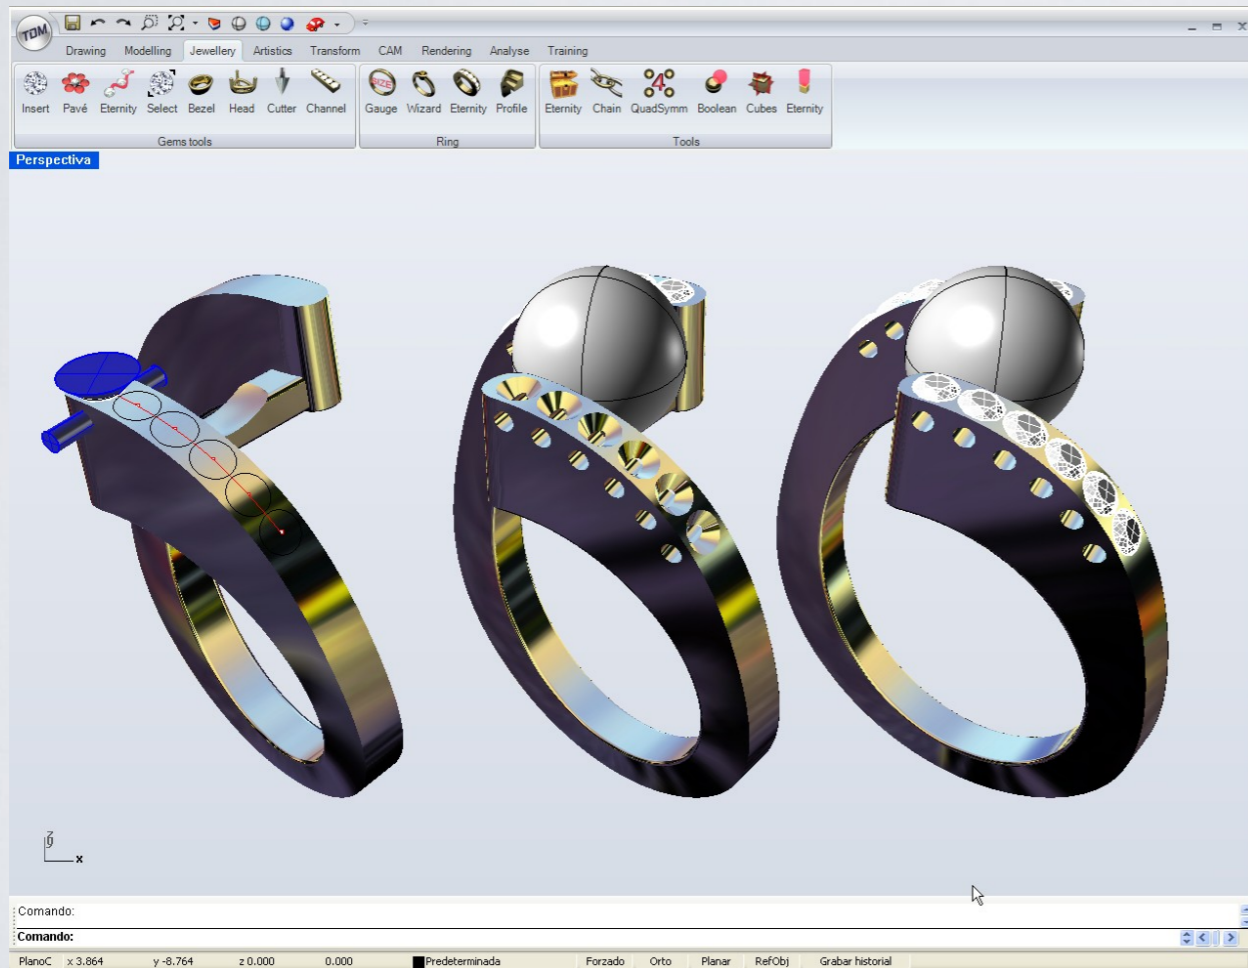 TDM
Drawing Modelling Jewellery Artistics Transform CAM Rendering Analyse Training
Insert Pavé Eternity Select Bezel Head Cutter Channel Gauge Wizard Eternity Profile Eternity Chain QuadSymm Boolean Cubes Eternity
Gems tools Ring Tools
Perspectiva
z
y
x
Comando:
Comando:
PlanoC x 3.864 y -8.764 z 0.000 0.000 Predeterminada Forzado Orto Planar RefObj Grabar historial